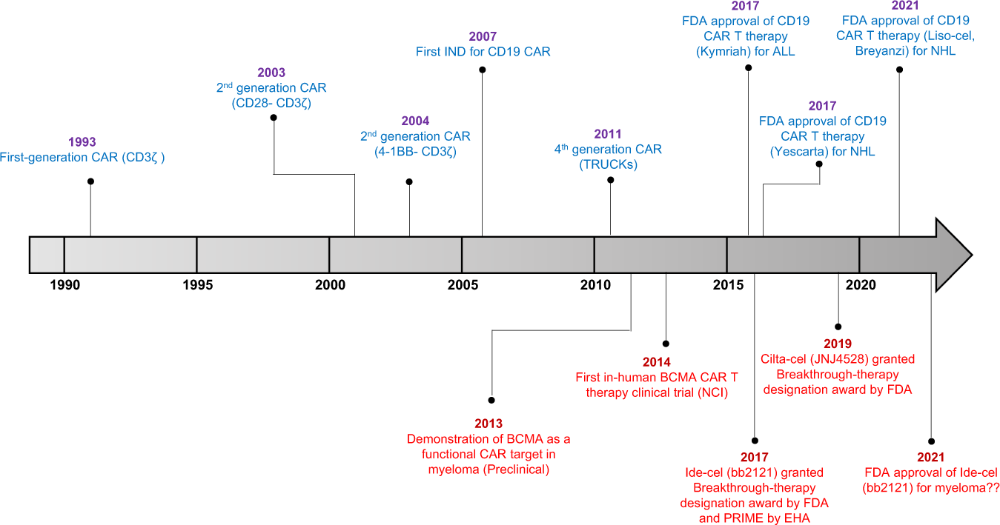 1993
First-generation CAR (CD3ζ )
2003
2nd generation CAR
(CD28- CD3ζ)
2004
2nd generation CAR
(4-1BB- CD3ζ)
2007
First IND for CD19 CAR
2011
4th generation CAR
(TRUCKs)
2017
FDA approval of CD19
CAR T therapy
(Kymriah) for ALL
2017
FDA approval of CD19
CAR T therapy
(Yescarta) for NHL
2021
FDA approval of CD19
CAR T therapy (Liso-cel,
Breyanzi) for NHL
1990
1995
2000
2005
2010
2015
2020
2013
Demonstration of BCMA as a
functional CAR target in
myeloma (Preclinical)
2014
First in-human BCMA CAR T
therapy clinical trial (NCI)
2017
Ide-cel (bb2121) granted
Breakthrough-therapy
designation award by FDA
and PRIME by EHA
2019
Cilta-cel (JNJ4528) granted
Breakthrough-therapy
designation award by FDA
2021
FDA approval of Ide-cel
(bb2121) for myeloma??